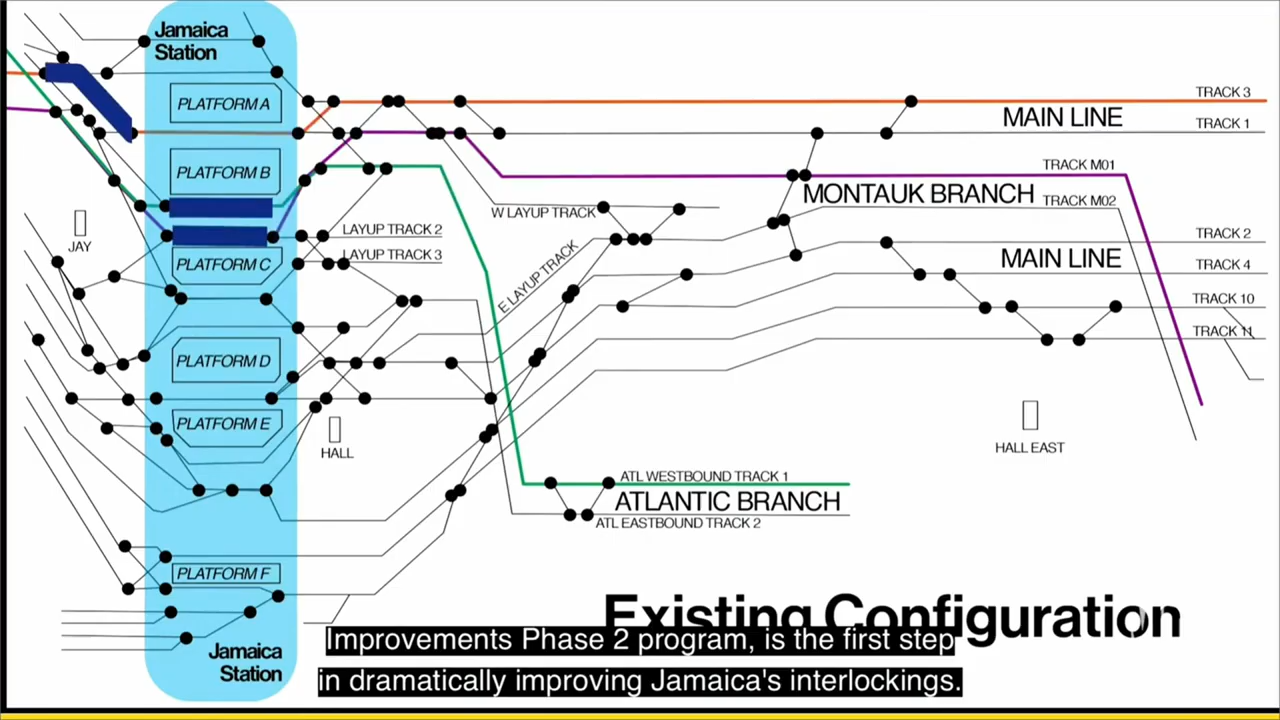 Jamaica
Station
PLATFORM A
TRACK 3
MAIN LINE
TRACK 1
PLATFORM B
TRACK M01
MONTAUK BRANCH
TRACK M02
W LAYUP TRACK
JAY
LAYUP TRACK 2
TRACK 2
LAYUP TRACK 3
MAIN LINE
PLATFORM C
TRACK 4
E LAYUP TRACK
TRACK 10
TRACK 11
PLATFORM D
PLATFORM E
HALL
HALL EAST
ATL WESTBOUND TRACK 1
ATLANTIC BRANCH
ATL EASTBOUND TRACK 2
PLATFORM F
Existing Configuration
Jamaica
Station
Improvements Phase 2 program, is the first step
in dramatically improving Jamaica's interlockings.